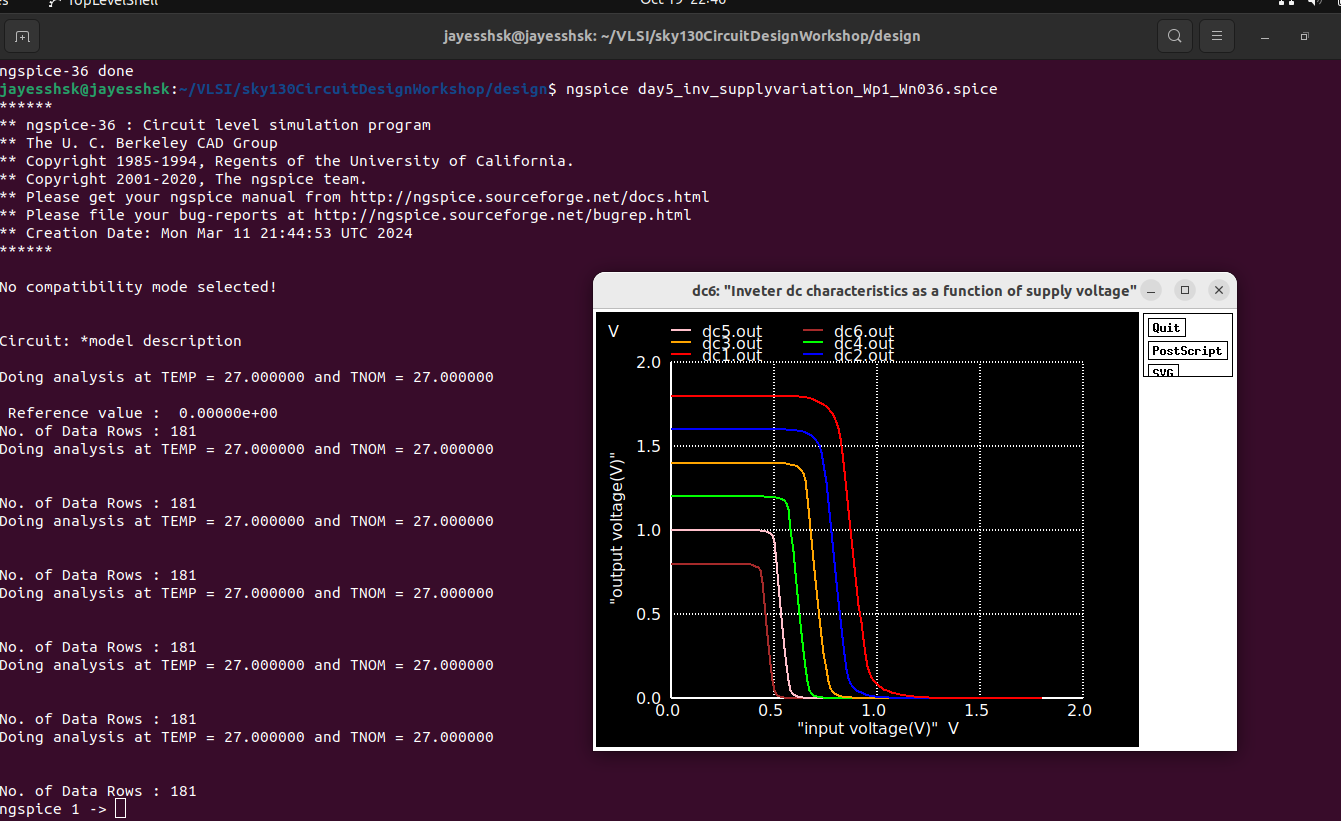 TopLevelShell
Oct 19 22:46
jayesshsk@jayesshsk: ~/VLSI/sky130CircuitDesignWorkshop/design
ngspice-36 done
jayesshsk@jayesshsk:~/VLSI/sky130CircuitDesignWorkshop/design$ ngspice day5_inv_supplyvariation_Wp1_Wn036.spice
******
** ngspice-36 : Circuit level simulation program
** The U. C. Berkeley CAD Group
** Copyright 1985-1994, Regents of the University of California.
** Copyright 2001-2020, The ngspice team.
** Please get your ngspice manual from http://ngspice.sourceforge.net/docs.html
** Please file your bug-reports at http://ngspice.sourceforge.net/bugrep.html
** Creation Date: Mon Mar 11 21:44:53 UTC 2024
******
No compatibility mode selected!
Circuit: *model description
Doing analysis at TEMP = 27.000000 and TNOM = 27.000000
Reference value :  0.00000e+00
No. of Data Rows : 181
Doing analysis at TEMP = 27.000000 and TNOM = 27.000000
No. of Data Rows : 181
Doing analysis at TEMP = 27.000000 and TNOM = 27.000000
No. of Data Rows : 181
Doing analysis at TEMP = 27.000000 and TNOM = 27.000000
No. of Data Rows : 181
Doing analysis at TEMP = 27.000000 and TNOM = 27.000000
No. of Data Rows : 181
Doing analysis at TEMP = 27.000000 and TNOM = 27.000000
No. of Data Rows : 181
ngspice 1 ->
dc6: "Inveter dc characteristics as a function of supply voltage"
Quit
PostScript
SVG
V
dc5.out dc6.out
dc3.out dc4.out
dc1.out dc2.out
2.0
1.5
1.0
0.5
0.0
"output voltage(V)"
0.0 0.5 1.0 1.5 2.0
"input voltage(V)" V